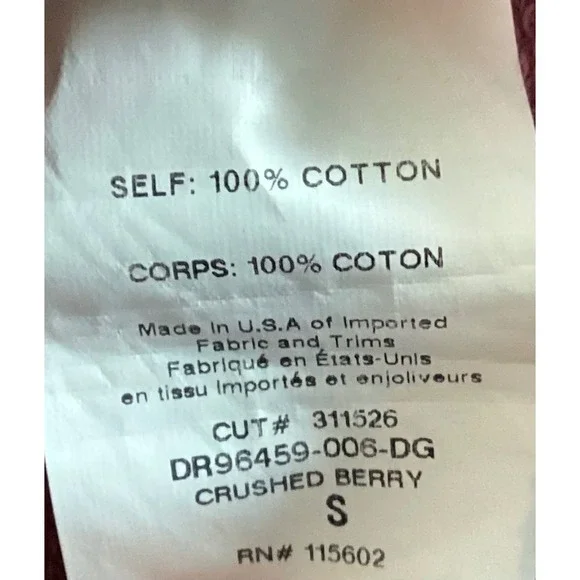 SELF: 100% COTTON
CORPS: 100% COTON
Made in U.S.A of Imported
Fabric and Trims
Fabriqué en États-Unis
en tissu Importés et enjoliveurs
CUT# 311526
DR96459-006-DG
CRUSHED BERRY
S
RN# 115602